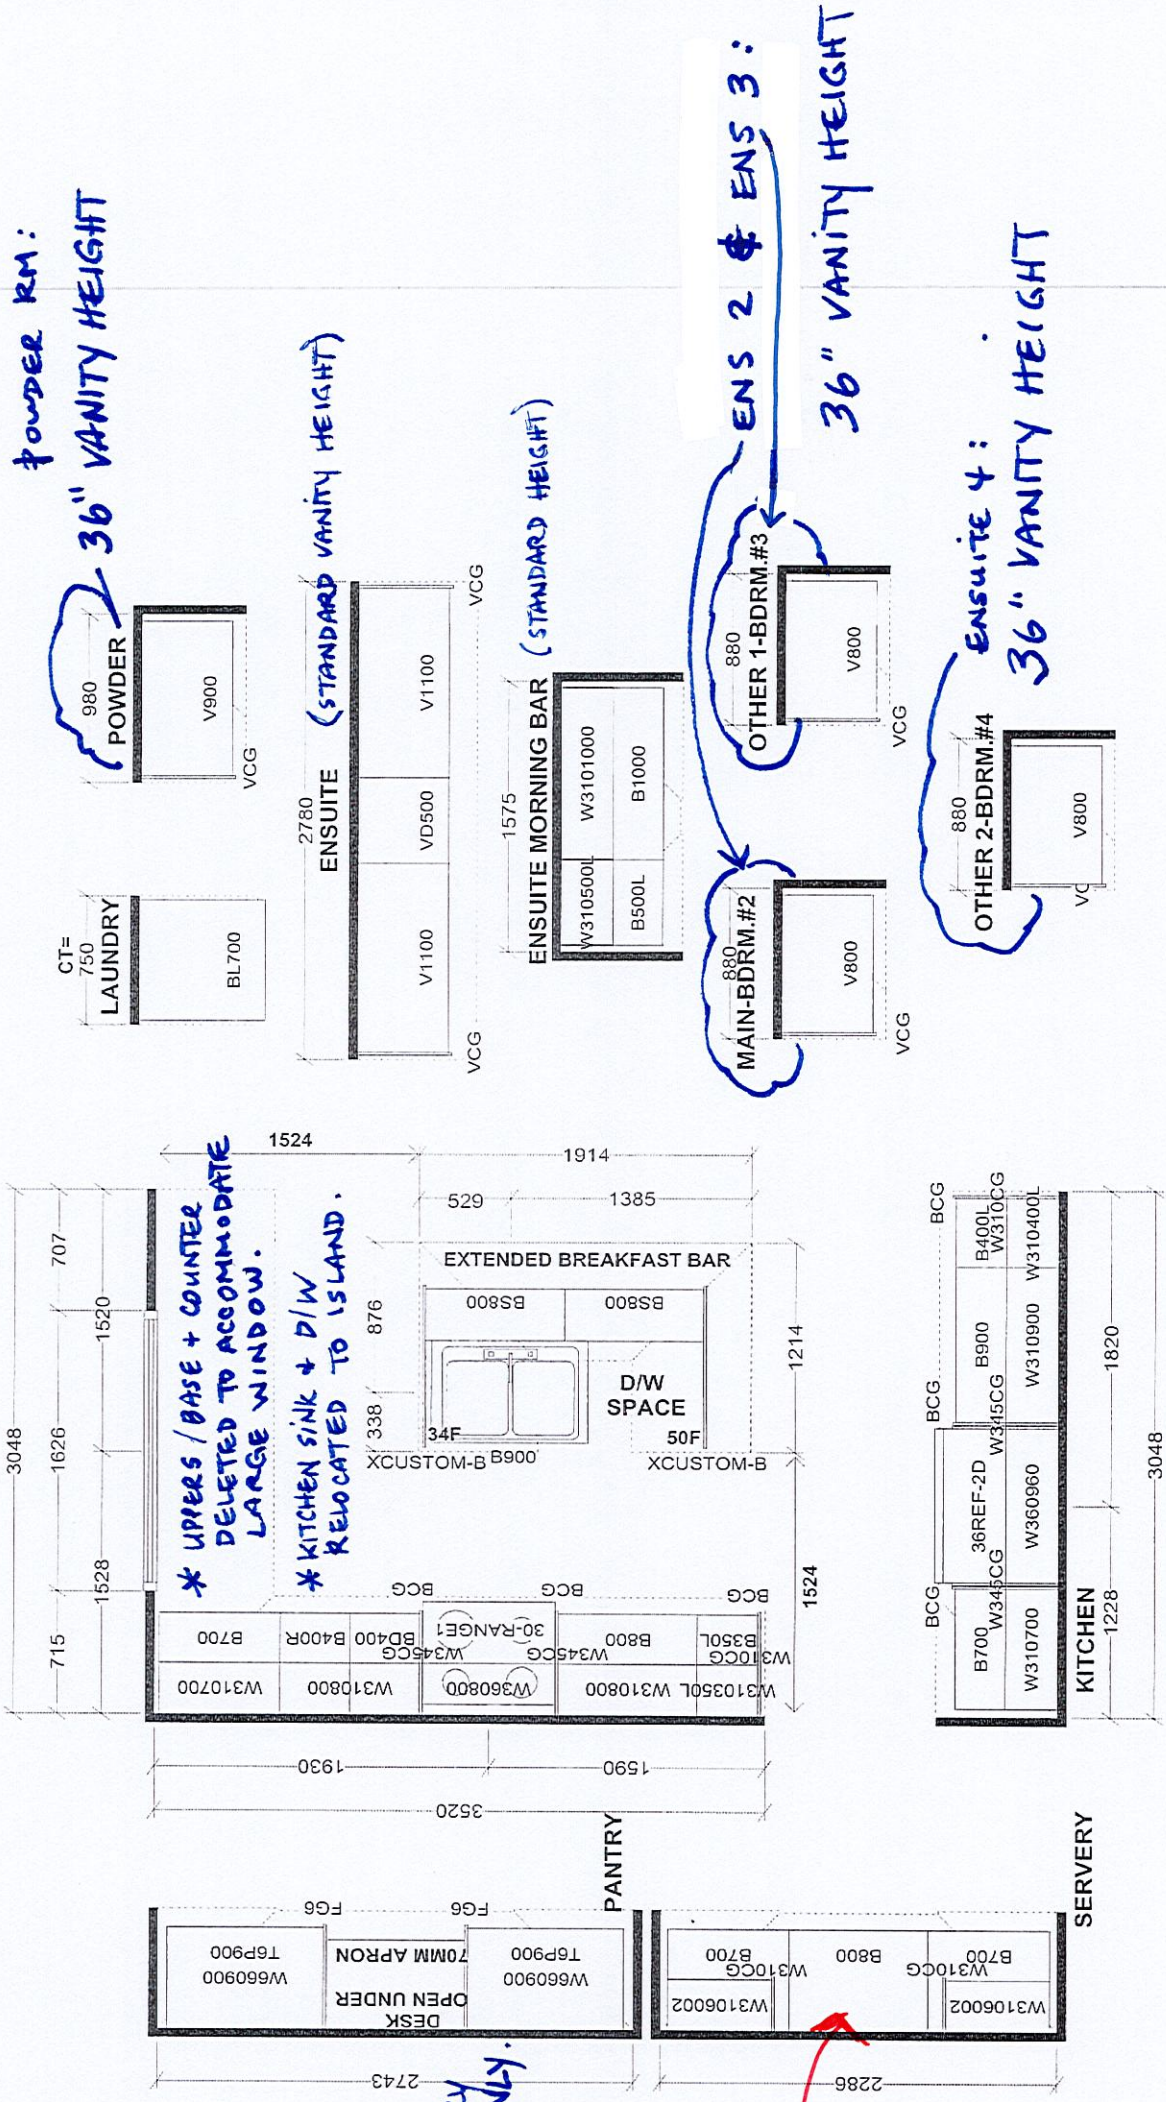 POWDER RM:
36" VANITY HEIGHT
980
POWDER
V900
VCG
CT=
750
LAUNDRY
BL700
2780
ENSUITE
(STANDARD VANITY HEIGHT)
V1100
VD500
V1100
VCG
VCG
1575
ENSUITE MORNING BAR
(STANDARD HEIGHT)
W310500L
W3101000
B500L
B1000
ENS 2 & ENS 3:
36" VANITY HEIGHT
880
MAIN-BDRM.#2
V800
VCG
880
OTHER 1-BDRM.#3
V800
VCG
ENSUITE 4:
36" VANITY HEIGHT
880
OTHER 2-BDRM.#4
V800
3048
715
1626
707
1528
1520
1524
* UPPERS / BASE + COUNTER
DELETED TO ACCOMMODATE
LARGE WINDOW.
* KITCHEN SINK + D/W
RELOCATED TO ISLAND.
1914
529
1385
876
338
1214
EXTENDED BREAKFAST BAR
BS800
BS800
D/W
SPACE
34F
50F
XCUSTOM-B
B900
XCUSTOM-B
1524
BCG
BCG
BCG
B700
B400R
BD400
W345CG
30-RANGE1
W345CG
B800
B350L
W310CG
W310700
W310800
W360800
W310800
W310350L
1930
1590
3520
BCG
BCG
BCG
B700
W345CG
36REF-2D
W345CG
B900
B400L
W310CG
W310700
W360960
W310900
W310400L
KITCHEN
1228
1820
3048
PANTRY
FG6
FG6
T6P900
W660900
70MM APRON
OPEN UNDER
DESK
T6P900
W660900
2743
SERVERY
B700
W310CG
B800
W310CG
B700
W3106002
W3106002
2286